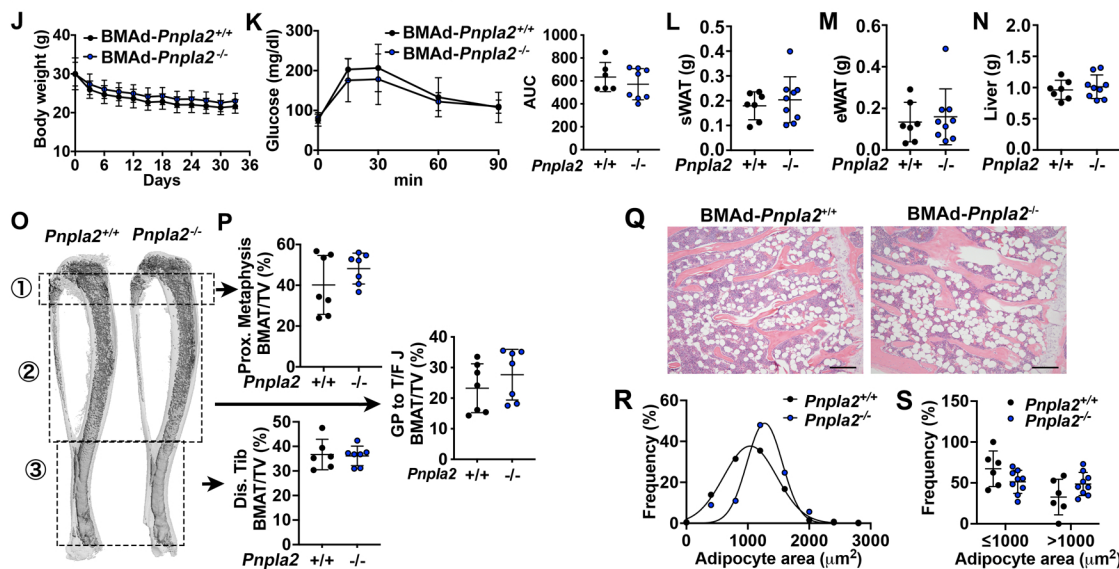 J
BMAd-Pnpla2+/+
BMAd-Pnpla2-/-
Body weight (g)
40
30
20
10
0 6 12 18 24 30 36
Days
K
BMAd-Pnpla2+/+
BMAd-Pnpla2-/-
Glucose (mg/dl)
300
200
100
0
0 30 60 90
min
AUC
1000
800
600
400
200
0
Pnpla2 +/+ -/-
L
sWAT (g)
0.5
0.4
0.3
0.2
0.1
0.0
Pnpla2 +/+ -/-
M
eWAT (g)
0.6
0.4
0.2
0.0
Pnpla2 +/+ -/-
N
Liver (g)
2.0
1.5
1.0
0.5
0.0
Pnpla2 +/+ -/-
O
Pnpla2+/+ Pnpla2-/-
①
②
③
P
Prox. Metaphysis
BMAT/TV (%)
60
40
20
0
Pnpla2 +/+ -/-
GP to T/F J
BMAT/TV (%)
40
30
20
10
0
Pnpla2 +/+ -/-
Dis. Tib
BMAT/TV (%)
50
40
30
20
10
0
Pnpla2 +/+ -/-
Q
BMAd-Pnpla2+/+ BMAd-Pnpla2-/-
R
Pnpla2+/+
Pnpla2-/-
Frequency (%)
60
40
20
0
0 1000 2000 3000
Adipocyte area (μm2)
S
Pnpla2+/+
Pnpla2-/-
Frequency (%)
150
100
50
0
≤1000 >1000
Adipocyte area (μm2)